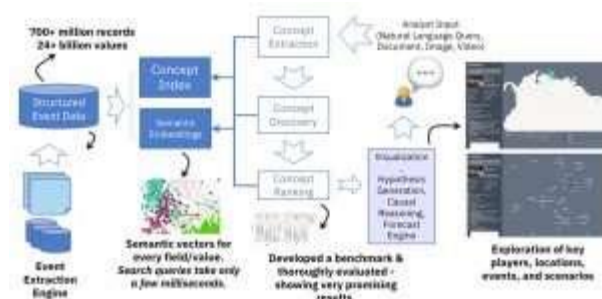 700+ million records
24+ billion values
Structured
Event Data
Event
Extraction
Engine
Concept
Index
Semantic
Embeddings
Semantic vectors for
every field/value.
Search queries take only
a few milliseconds.
Concept
Extraction
Concept
Discovery
Concept
Ranking
Developed a benchmark &
thoroughly evaluated -
showing very promising
results
Analyst Input
(Natural Language Query,
Document, Image, Video)
Visualization
-
Hypothesis
Generation,
Causal
Reasoning,
Forecast
Engine
Exploration of key
players, locations,
events, and scenarios